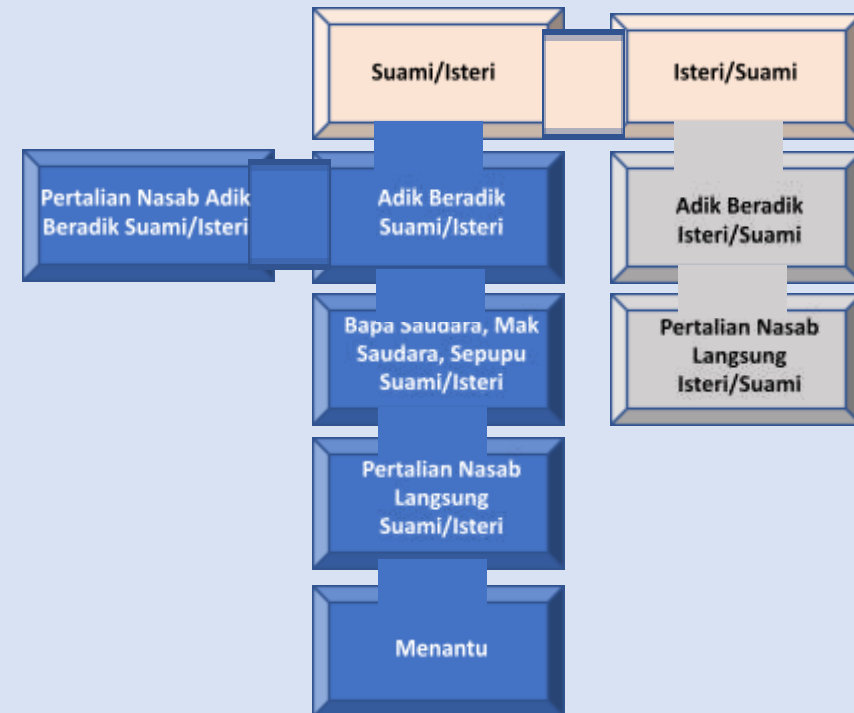 Suami/Isteri
Isteri/Suami
Pertalian Nasab Adik
Beradik Suami/Isteri
Adik Beradik
Suami/Isteri
Adik Beradik
Isteri/Suami
Bapa Saudara, Mak
Saudara, Sepupu
Suami/Isteri
Pertalian Nasab
Langsung
Isteri/Suami
Pertalian Nasab
Langsung
Suami/Isteri
Menantu